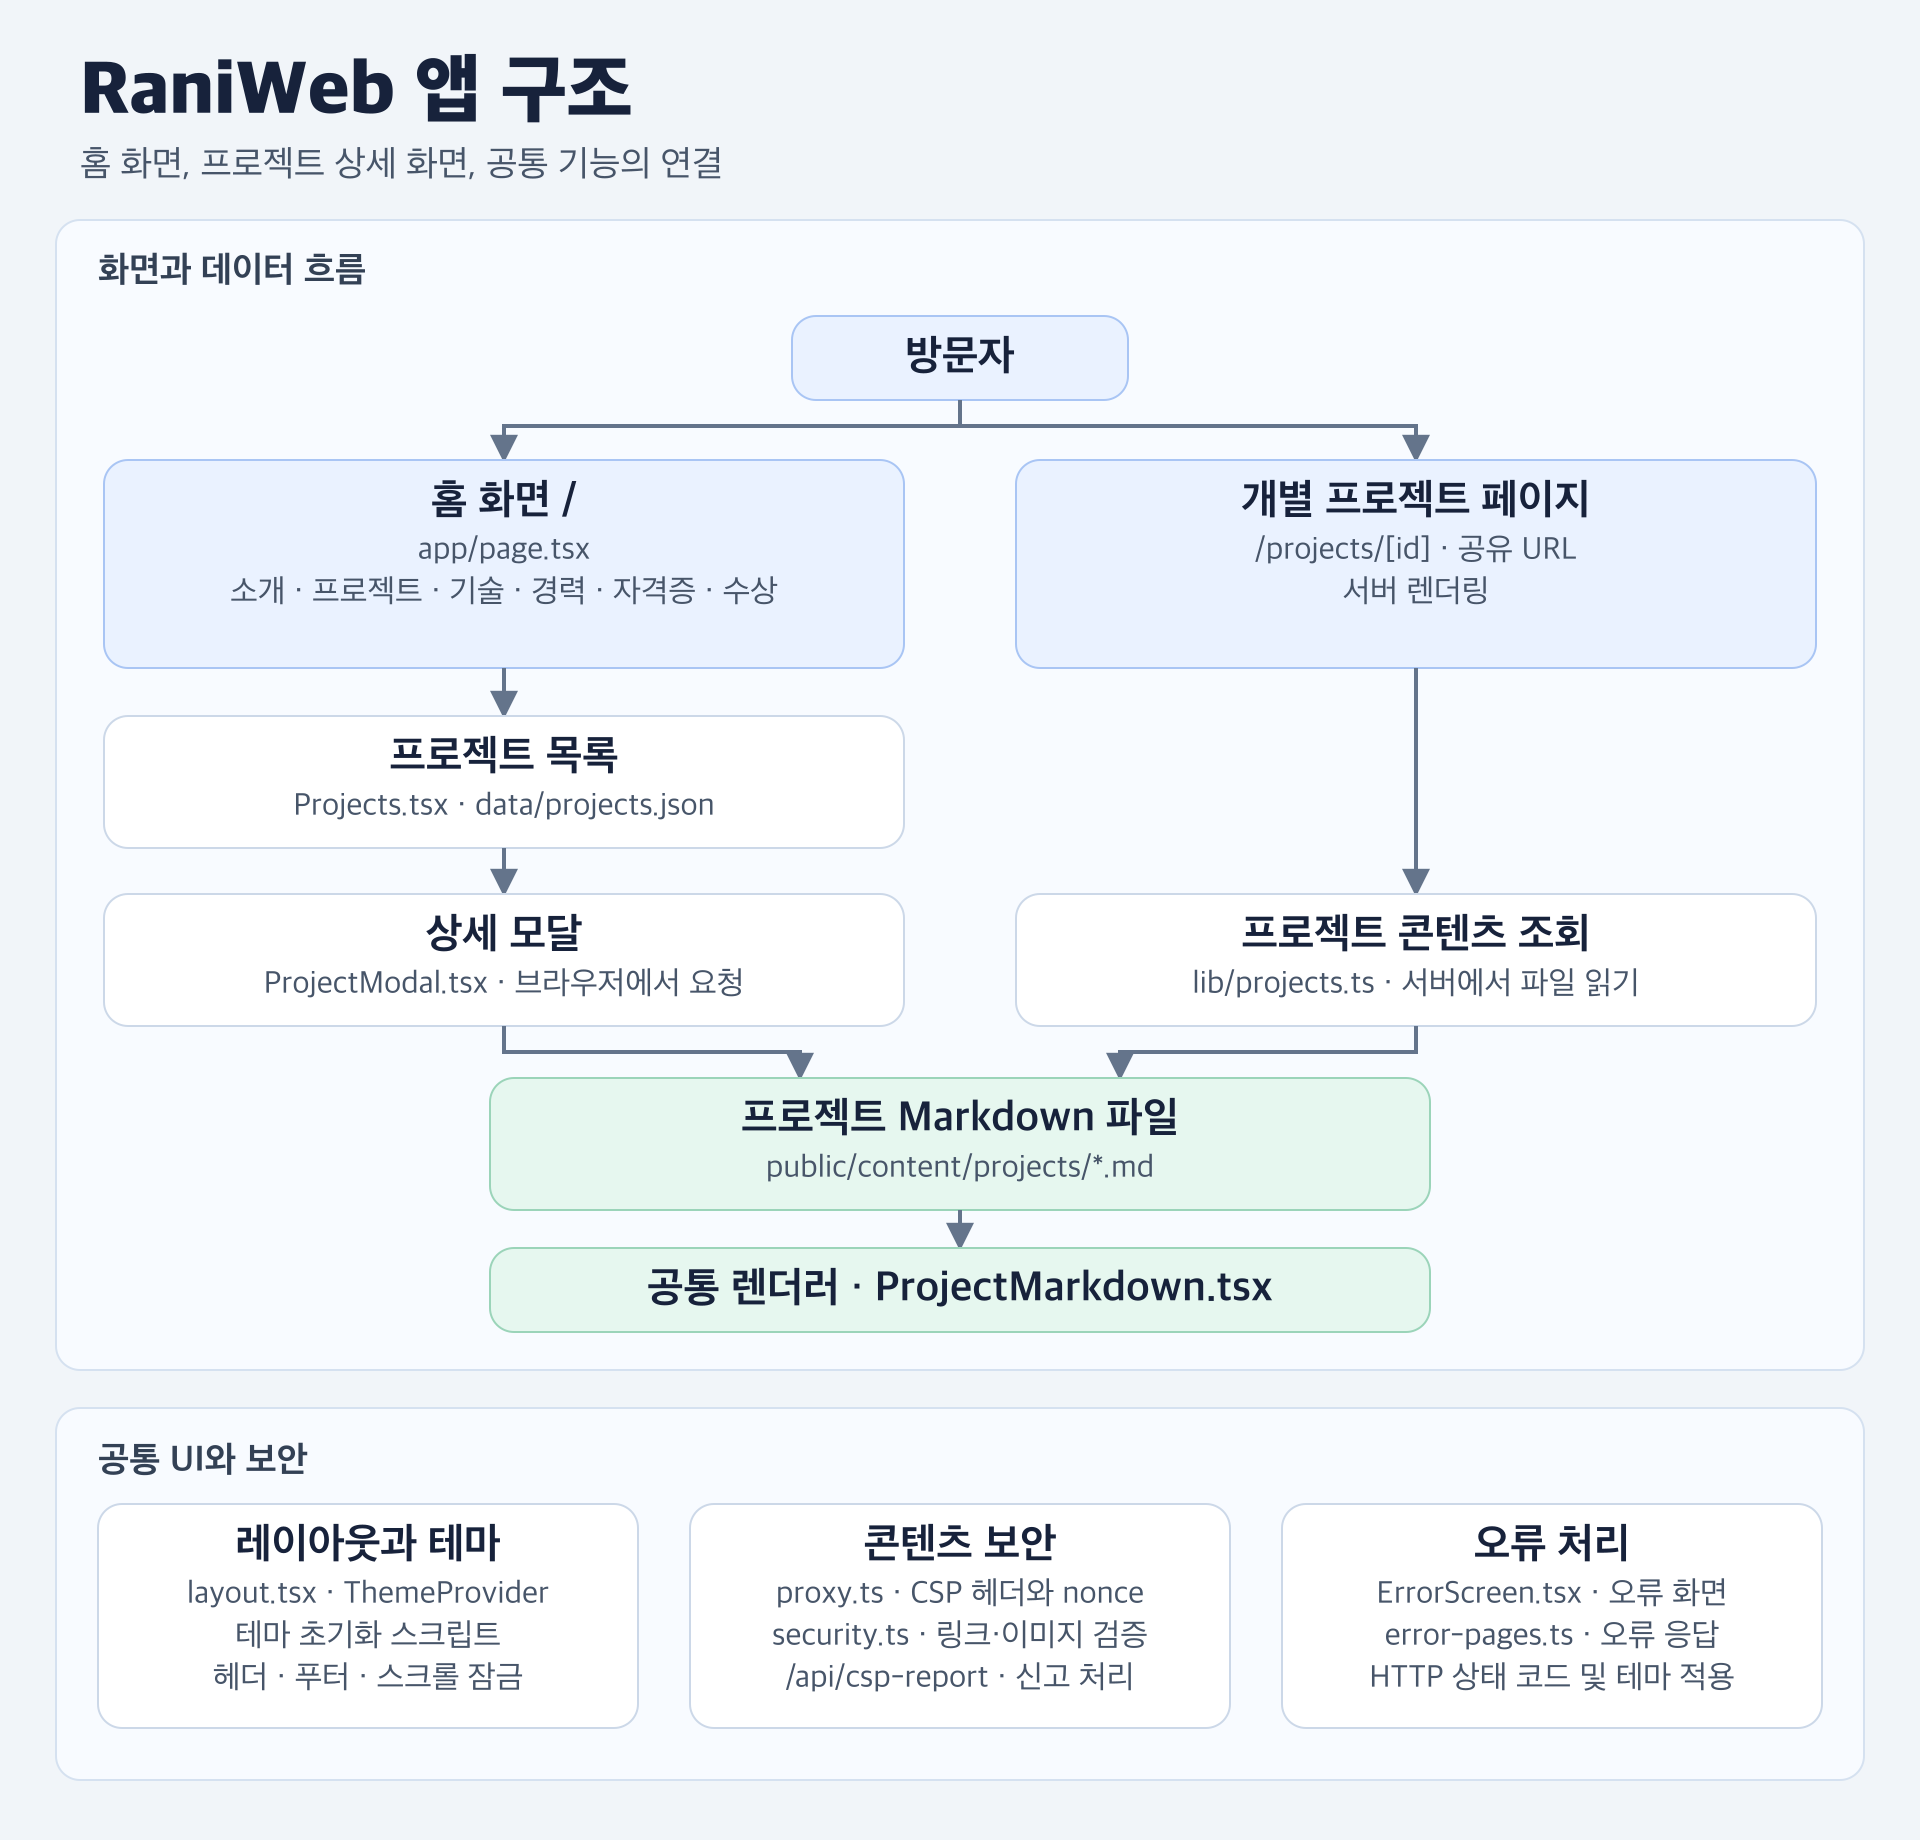 RaniWeb 앱 구조
홈 화면, 프로젝트 상세 화면, 공통 기능의 연결
화면과 데이터 흐름
방문자
홈 화면 /
app/page.tsx
소개 · 프로젝트 · 기술 · 경력 · 자격증 · 수상
개별 프로젝트 페이지
/projects/[id] · 공유 URL
서버 렌더링
프로젝트 목록
Projects.tsx · data/projects.json
상세 모달
ProjectModal.tsx · 브라우저에서 요청
프로젝트 콘텐츠 조회
lib/projects.ts · 서버에서 파일 읽기
프로젝트 Markdown 파일
public/content/projects/*.md
공통 렌더러 · ProjectMarkdown.tsx
공통 UI와 보안
레이아웃과 테마
layout.tsx · ThemeProvider
테마 초기화 스크립트
헤더 · 푸터 · 스크롤 잠금
콘텐츠 보안
proxy.ts · CSP 헤더와 nonce
security.ts · 링크·이미지 검증
/api/csp-report · 신고 처리
오류 처리
ErrorScreen.tsx · 오류 화면
error-pages.ts · 오류 응답
HTTP 상태 코드 및 테마 적용